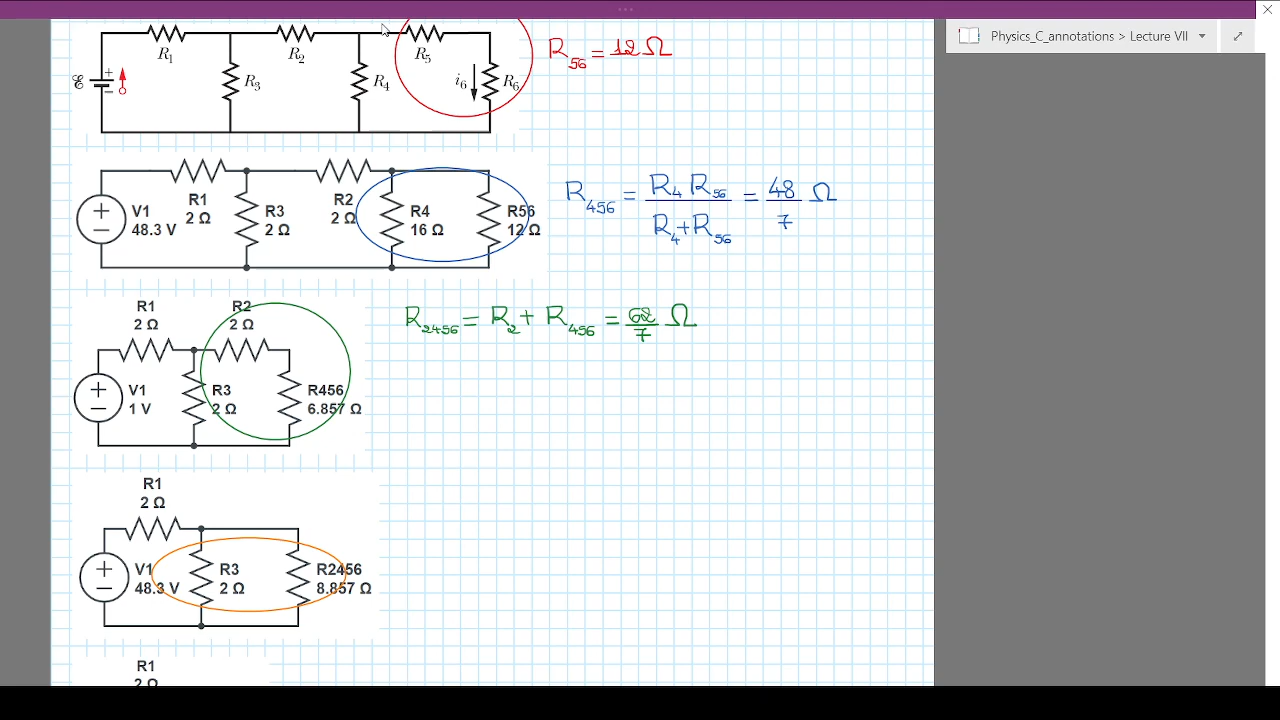 Physics_C_annotations > Lecture VII
R₁ R₂ R₅
R₅₆ = 12 Ω
ℰ + − R₃ R₄ i₆ R₆
R₄₅₆ = R₄ R₅₆ / R₄ + R₅₆ = 48 / 7 Ω
R1 2 Ω
R2 2 Ω
V1 48.3 V
R3 2 Ω
R4 16 Ω
R56 12 Ω
R1 2 Ω
R2 2 Ω
R₂₄₅₆ = R₂ + R₄₅₆ = 62 / 7 Ω
V1 1 V
R3 2 Ω
R456 6.857 Ω
R1 2 Ω
V1 48.3 V
R3 2 Ω
R2456 8.857 Ω
R1
2 Ω